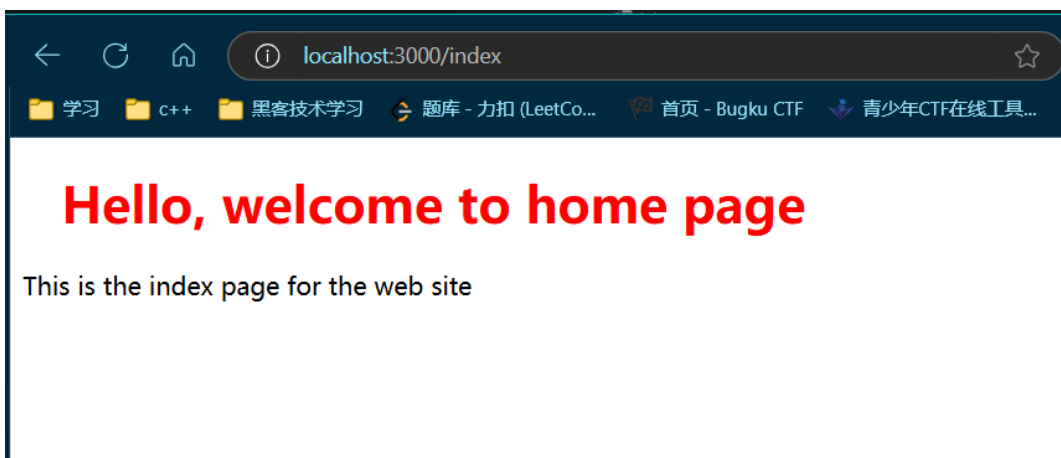 localhost:3000/index
学习 c++ 黑客技术学习 题库 - 力扣 (LeetCo... 首页 - Bugku CTF 青少年CTF在线工具...
Hello, welcome to home page
This is the index page for the web site